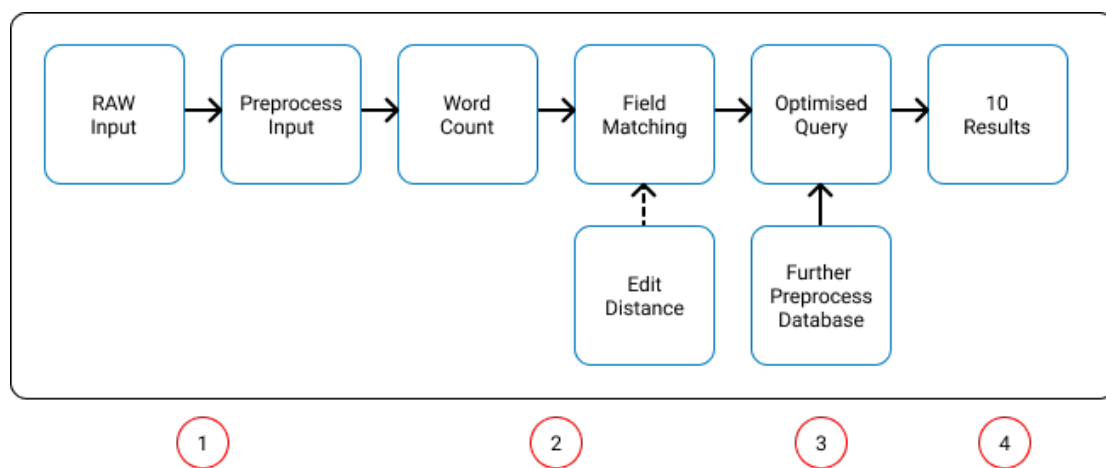 RAW
Input
Preprocess
Input
Word
Count
Field
Matching
Optimised
Query
10
Results
Edit
Distance
Further
Preprocess
Database
1
2
3
4